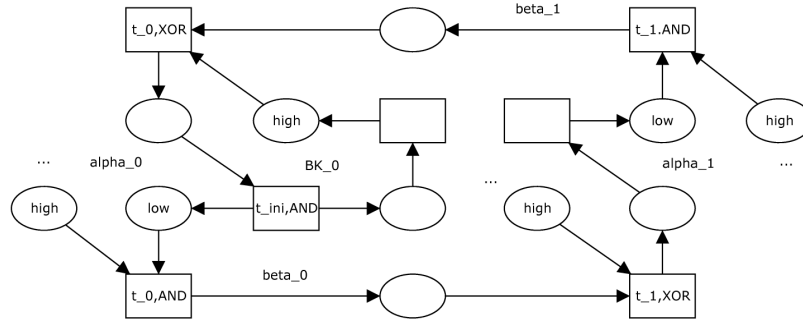 beta_1
t_0,XOR
t_1.AND
high
low
high
...
alpha_0
BK_0
alpha_1
...
...
high
low
t_ini,AND
high
beta_0
t_0,AND
t_1,XOR